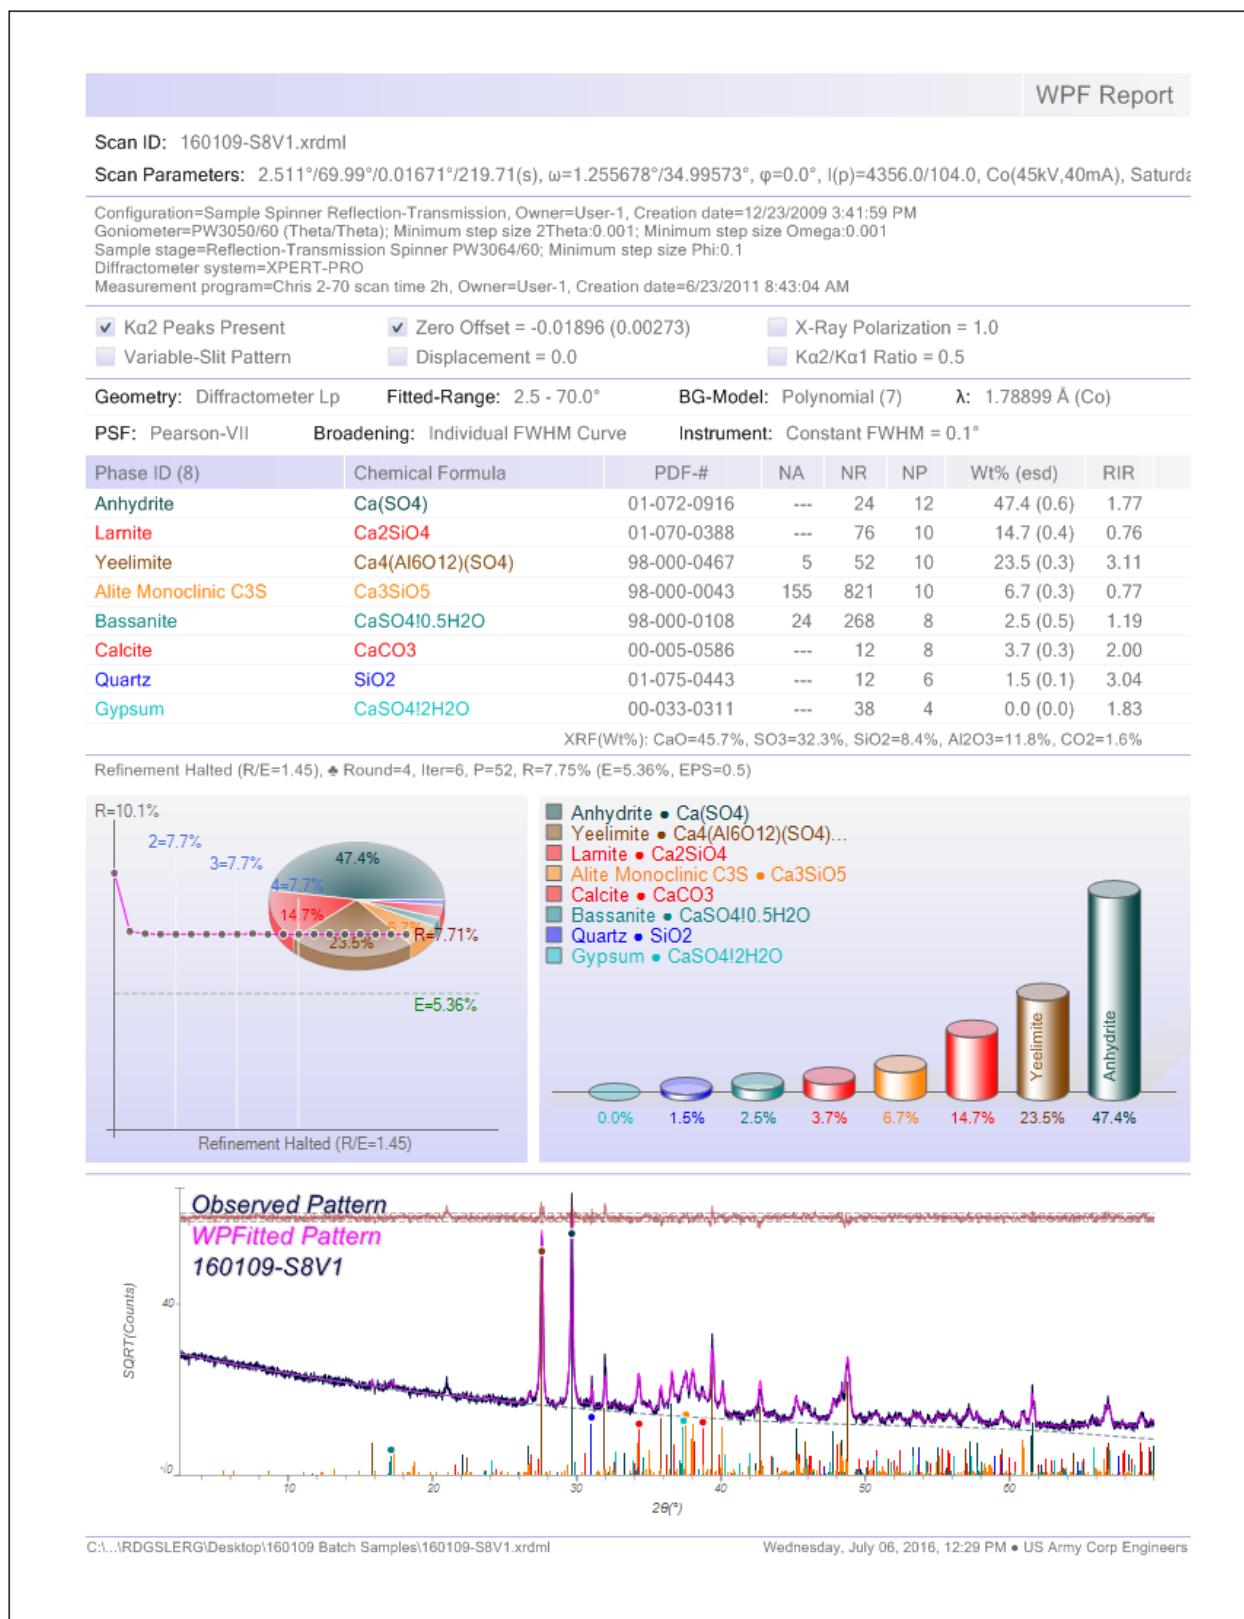 WPF Report
Scan ID: 160109-S8V1.xrdml
Scan Parameters: 2.511°/69.99°/0.01671°/219.71(s), ω=1.255678°/34.99573°, φ=0.0°, I(p)=4356.0/104.0, Co(45kV,40mA), Saturda
Configuration=Sample Spinner Reflection-Transmission, Owner=User-1, Creation date=12/23/2009 3:41:59 PM
Goniometer=PW3050/60 (Theta/Theta); Minimum step size 2Theta:0.001; Minimum step size Omega:0.001
Sample stage=Reflection-Transmission Spinner PW3064/60; Minimum step size Phi:0.1
Diffractometer system=XPERT-PRO
Measurement program=Chris 2-70 scan time 2h, Owner=User-1, Creation date=6/23/2011 8:43:04 AM
Kα2 Peaks Present Zero Offset = -0.01896 (0.00273) X-Ray Polarization = 1.0
Variable-Slit Pattern Displacement = 0.0 Kα2/Kα1 Ratio = 0.5
Geometry: Diffractometer Lp Fitted-Range: 2.5 - 70.0° BG-Model: Polynomial (7) λ: 1.78899 Å (Co)
PSF: Pearson-VII Broadening: Individual FWHM Curve Instrument: Constant FWHM = 0.1°
Phase ID (8) Chemical Formula PDF-# NA NR NP Wt% (esd) RIR
Anhydrite Ca(SO4) 01-072-0916 --- 24 12 47.4 (0.6) 1.77
Larnite Ca2SiO4 01-070-0388 --- 76 10 14.7 (0.4) 0.76
Yeelimite Ca4(Al6O12)(SO4) 98-000-0467 5 52 10 23.5 (0.3) 3.11
Alite Monoclinic C3S Ca3SiO5 98-000-0043 155 821 10 6.7 (0.3) 0.77
Bassanite CaSO4!0.5H2O 98-000-0108 24 268 8 2.5 (0.5) 1.19
Calcite CaCO3 00-005-0586 --- 12 8 3.7 (0.3) 2.00
Quartz SiO2 01-075-0443 --- 12 6 1.5 (0.1) 3.04
Gypsum CaSO4!2H2O 00-033-0311 --- 38 4 0.0 (0.0) 1.83
XRF(Wt%): CaO=45.7%, SO3=32.3%, SiO2=8.4%, Al2O3=11.8%, CO2=1.6%
Refinement Halted (R/E=1.45), ♣ Round=4, Iter=6, P=52, R=7.75% (E=5.36%, EPS=0.5)
R=10.1%
2=7.7%
3=7.7%
4=7.7%
47.4%
14.7%
23.5%
6.7%
R=7.71%
E=5.36%
Refinement Halted (R/E=1.45)
Anhydrite ● Ca(SO4)
Yeelimite ● Ca4(Al6O12)(SO4)...
Larnite ● Ca2SiO4
Alite Monoclinic C3S ● Ca3SiO5
Calcite ● CaCO3
Bassanite ● CaSO4!0.5H2O
Quartz ● SiO2
Gypsum ● CaSO4!2H2O
Yeelimite
Anhydrite
0.0% 1.5% 2.5% 3.7% 6.7% 14.7% 23.5% 47.4%
Observed Pattern
WPFitted Pattern
160109-S8V1
SQRT(Counts)
40
10 20 30 40 50 60
2θ(°)
C:\...\RDGSLERG\Desktop\160109 Batch Samples\160109-S8V1.xrdml
Wednesday, July 06, 2016, 12:29 PM ● US Army Corp Engineers